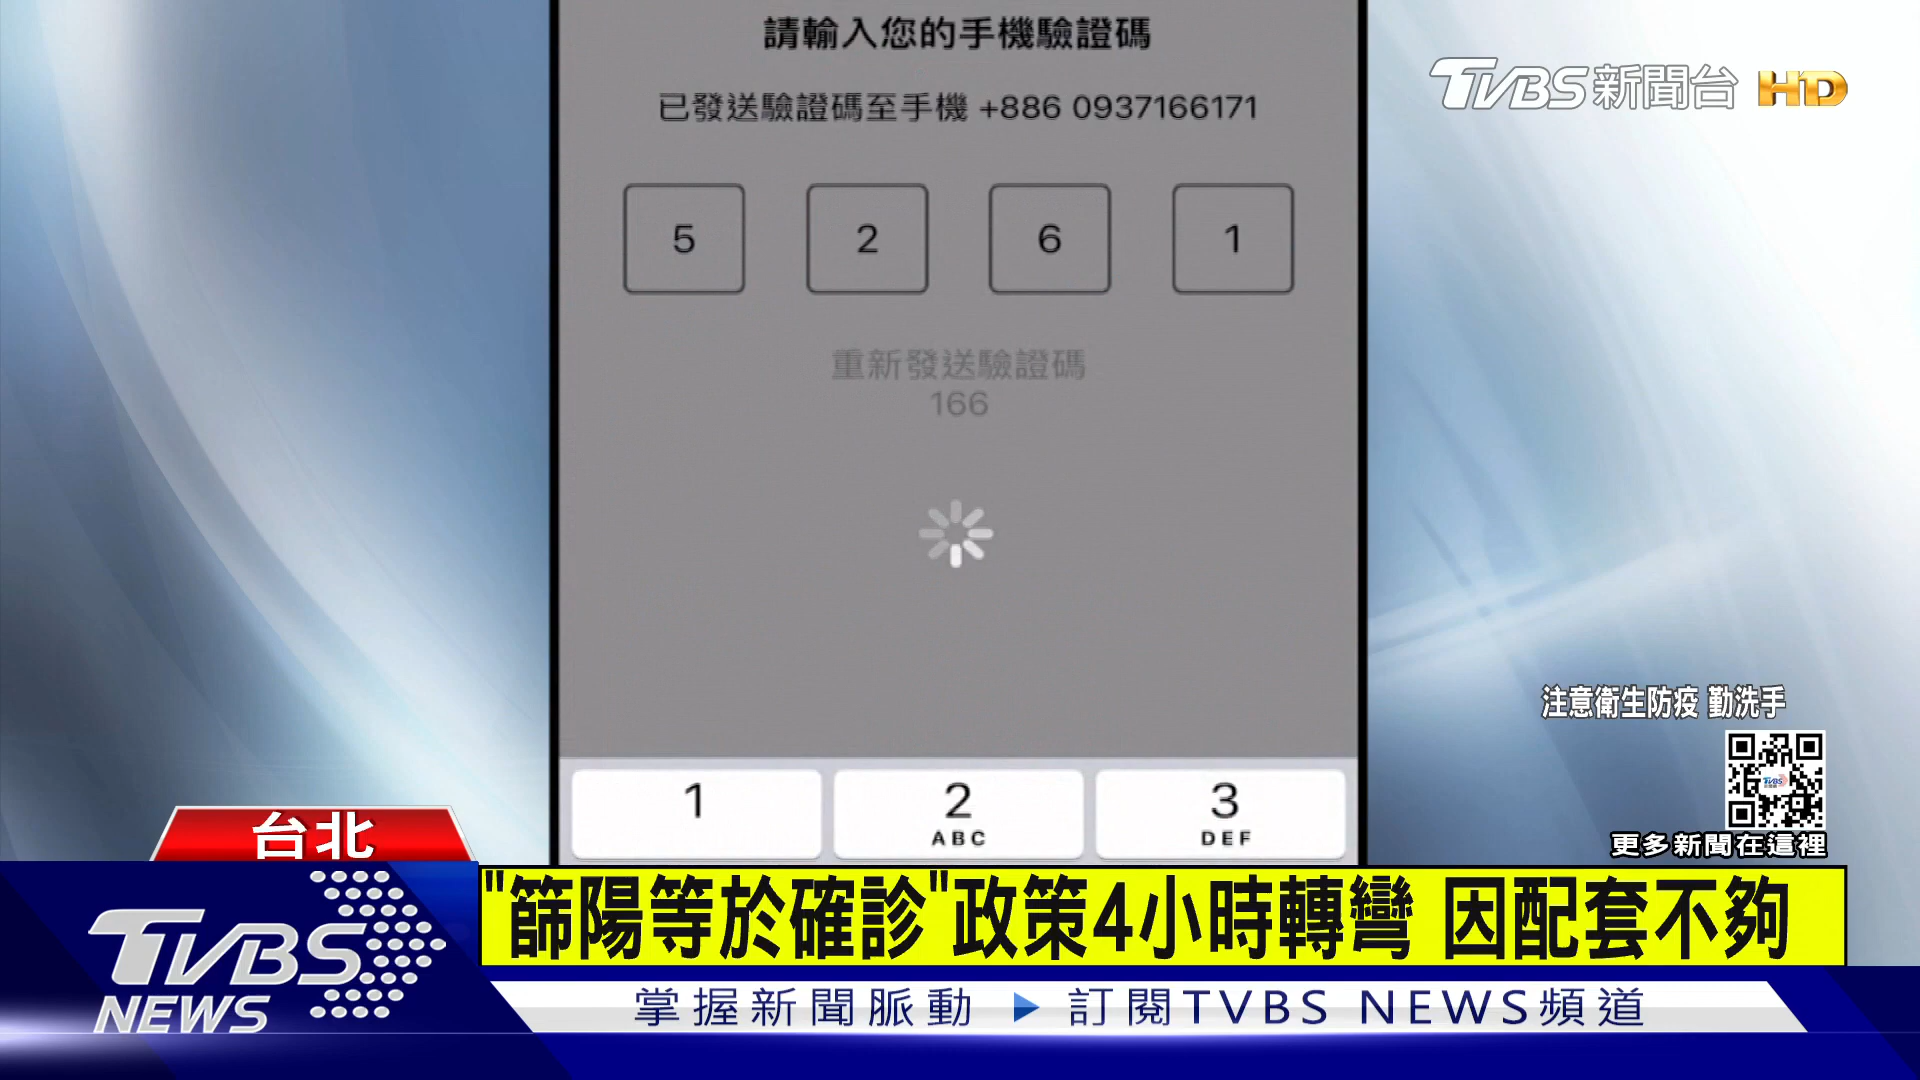 請輸入您的手機驗證碼
已發送驗證碼至手機 +886 0937166171
TVBS新聞台 HD
5 2 6 1
重新發送驗證碼
166
注意衛生防疫 勤洗手
1 2 3
ABC DEF
更多新聞在這裡
台北
"篩陽等於確診"政策4小時轉彎 因配套不夠
TVBS NEWS
掌握新聞脈動 ▶ 訂閱TVBS NEWS頻道